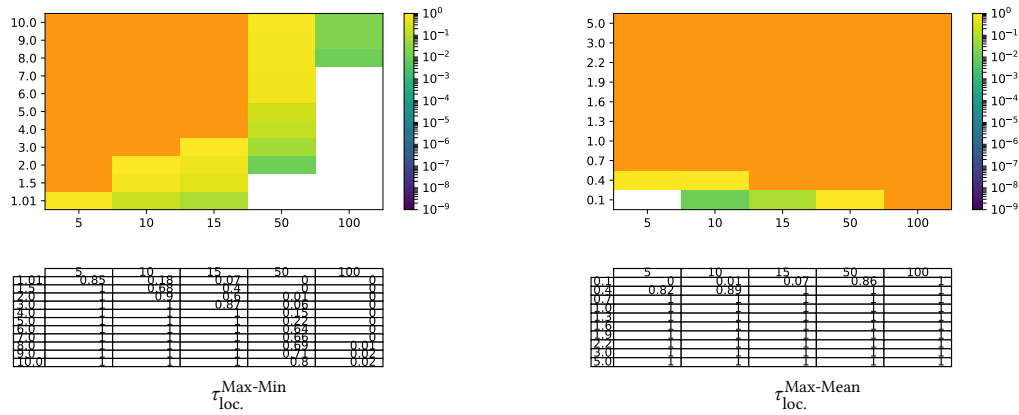 10.0 9.0 8.0 7.0 6.0 5.0 4.0 3.0 2.0 1.5 1.01
5 10 15 50 100
10⁰ 10⁻¹ 10⁻² 10⁻³ 10⁻⁴ 10⁻⁵ 10⁻⁶ 10⁻⁷ 10⁻⁸ 10⁻⁹
5.0 3.0 2.2 1.9 1.6 1.3 1.0 0.7 0.4 0.1
5 10 15 50 100
10⁰ 10⁻¹ 10⁻² 10⁻³ 10⁻⁴ 10⁻⁵ 10⁻⁶ 10⁻⁷ 10⁻⁸ 10⁻⁹
5 10 15 50 100
1.01 0.85 0.18 0.07 0 0
1.5 1 0.68 0.4 0 0
2.0 1 0.9 0.6 0.01 0
3.0 1 1 0.87 0.06 0
4.0 1 1 1 0.15 0
5.0 1 1 1 0.22 0
6.0 1 1 1 0.64 0
7.0 1 1 1 0.66 0
8.0 1 1 1 0.69 0.01
9.0 1 1 1 0.71 0.02
10.0 1 1 1 0.8 0.02
τ loc. Max-Min
5 10 15 50 100
0.1 0 0.01 0.07 0.86 1
0.4 0.82 0.89 1 1 1
0.7 1 1 1 1 1
1.0 1 1 1 1 1
1.3 1 1 1 1 1
1.6 1 1 1 1 1
1.9 1 1 1 1 1
2.2 1 1 1 1 1
3.0 1 1 1 1 1
5.0 1 1 1 1 1
τ loc. Max-Mean